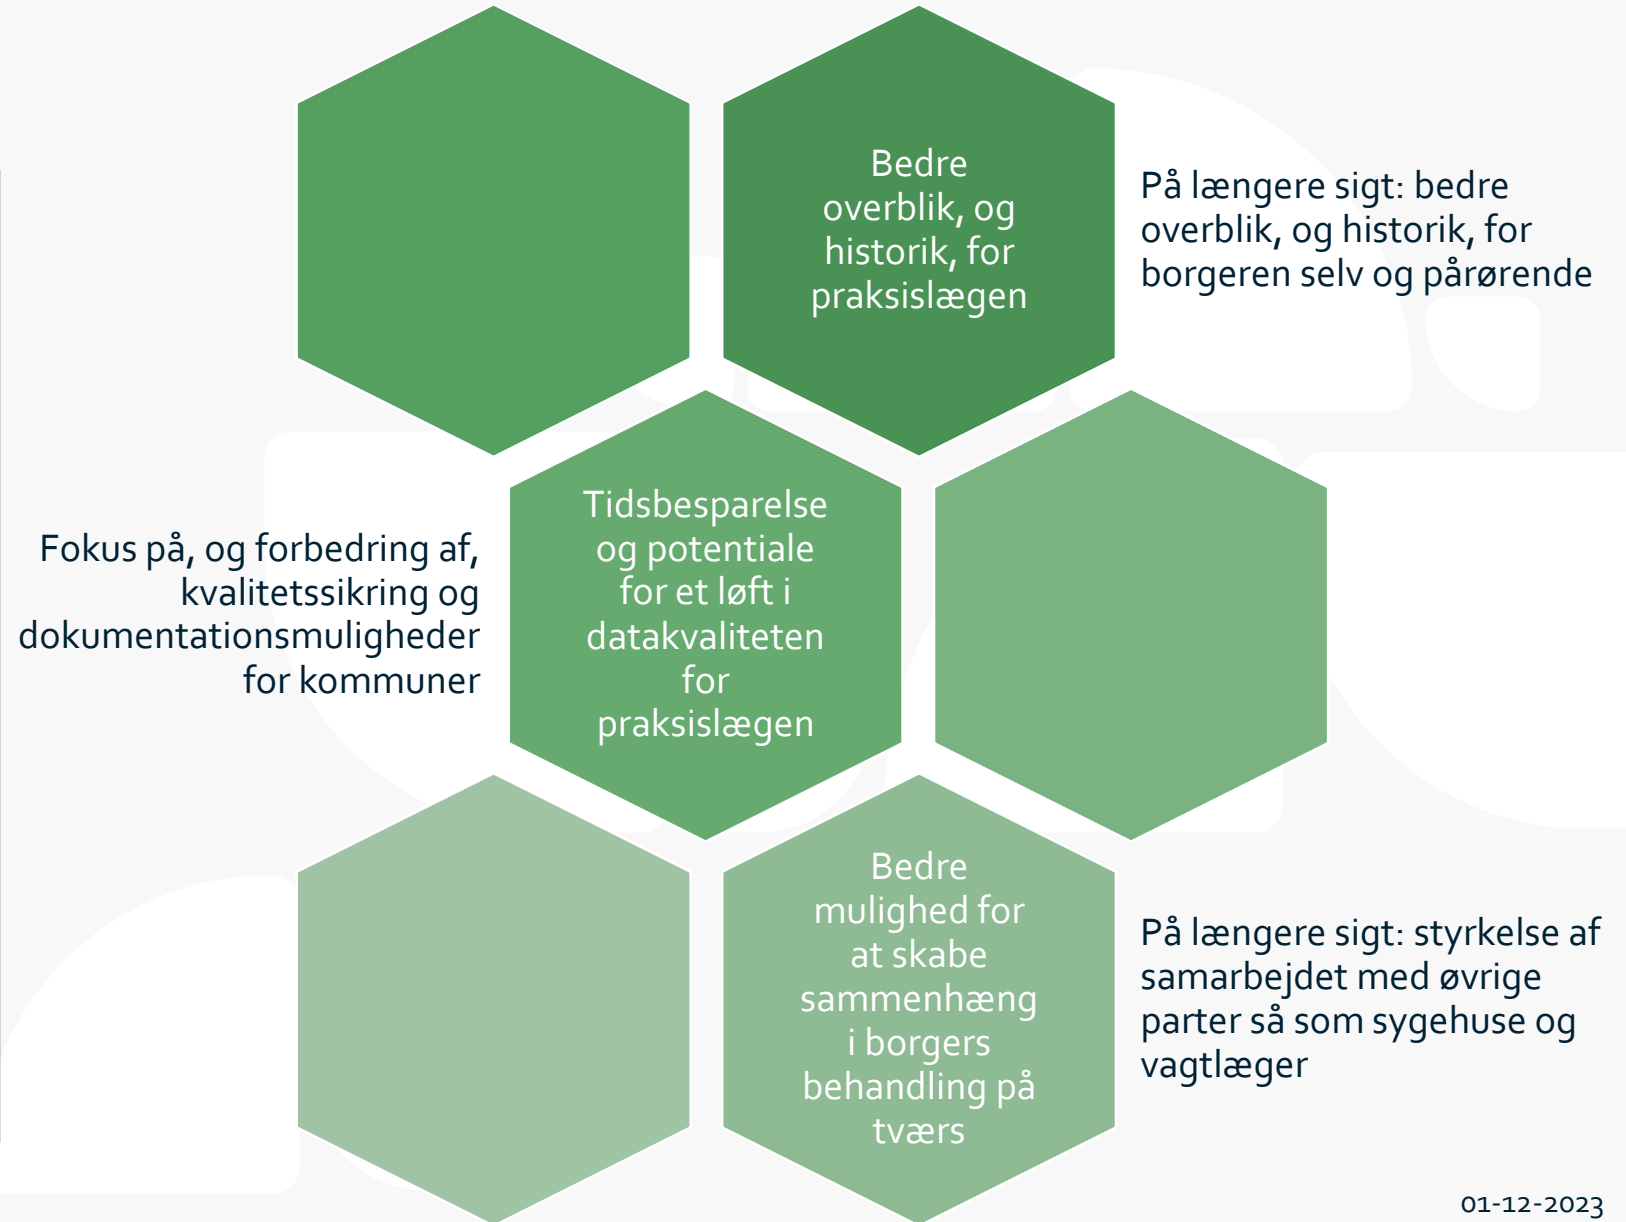 Bedre
overblik, og
historik, for
praksislægen
På længere sigt: bedre
overblik, og historik, for
borgeren selv og pårørende
Fokus på, og forbedring af,
kvalitetssikring og
dokumentationsmuligheder
for kommuner
Tidsbesparelse
og potentiale
for et løft i
datakvaliteten
for
praksislægen
Bedre
mulighed for
at skabe
sammenhæng
i borgers
behandling på
tværs
På længere sigt: styrkelse af
samarbejdet med øvrige
parter så som sygehuse og
vagtlæger
01-12-2023